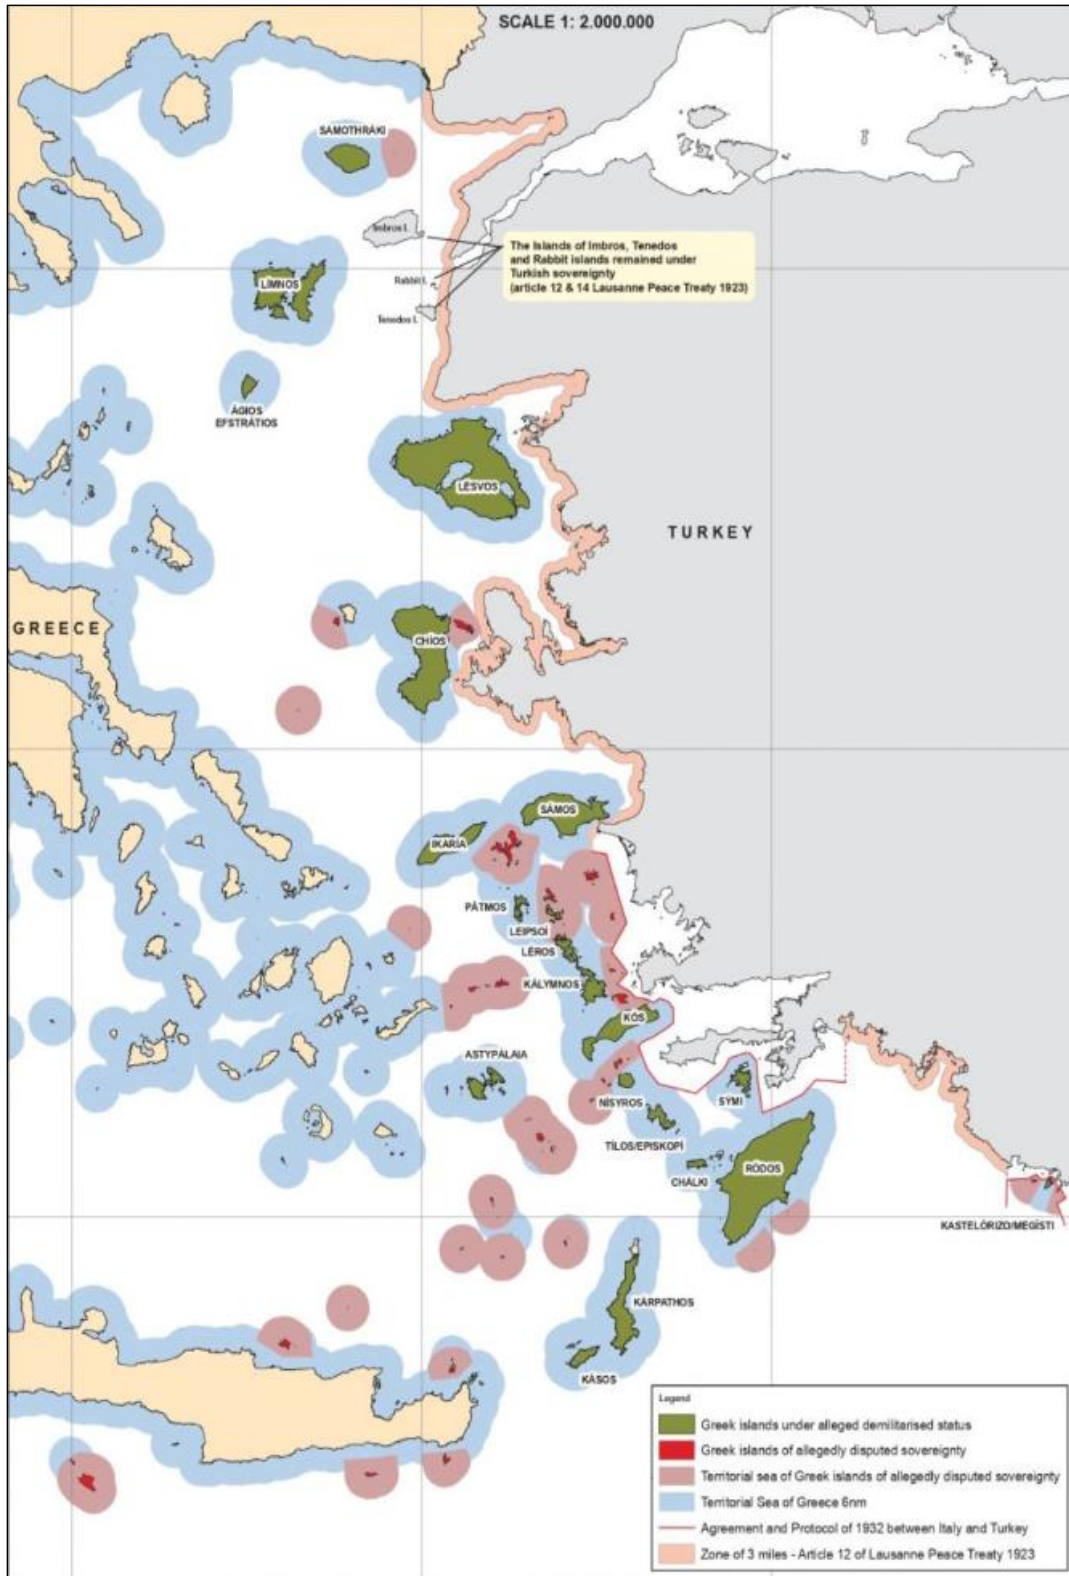 SCALE 1: 2.000.000
SAMOTHRÁKI
Imbros I.
The Islands of Imbros, Tenedos
and Rabbit islands remained under
Turkish sovereignty
(article 12 & 14 Lausanne Peace Treaty 1923)
Rabbit I.
LÍMNOS
Tenedos I.
ÁGIOS
EFSTRÁTIOS
LÉSVOS
TURKEY
GREECE
CHÍOS
SÁMOS
IKARÍA
PÁTMOS
LEIPSOÍ
LÉROS
KÁLYMNOS
KOS
ASTYPÁLAIA
NÍSYROS
SÝMI
TÍLOS/EPISKOPÍ
CHÁLKI
RÓDOS
KASTELÓRIZO/MEGÍSTI
KÁRPATHOS
KÁSOS
Legend
Greek islands under alleged demilitarised status
Greek islands of allegedly disputed sovereignty
Territorial sea of Greek islands of allegedly disputed sovereignty
Territorial Sea of Greece 6nm
Agreement and Protocol of 1932 between Italy and Turkey
Zone of 3 miles - Article 12 of Lausanne Peace Treaty 1923